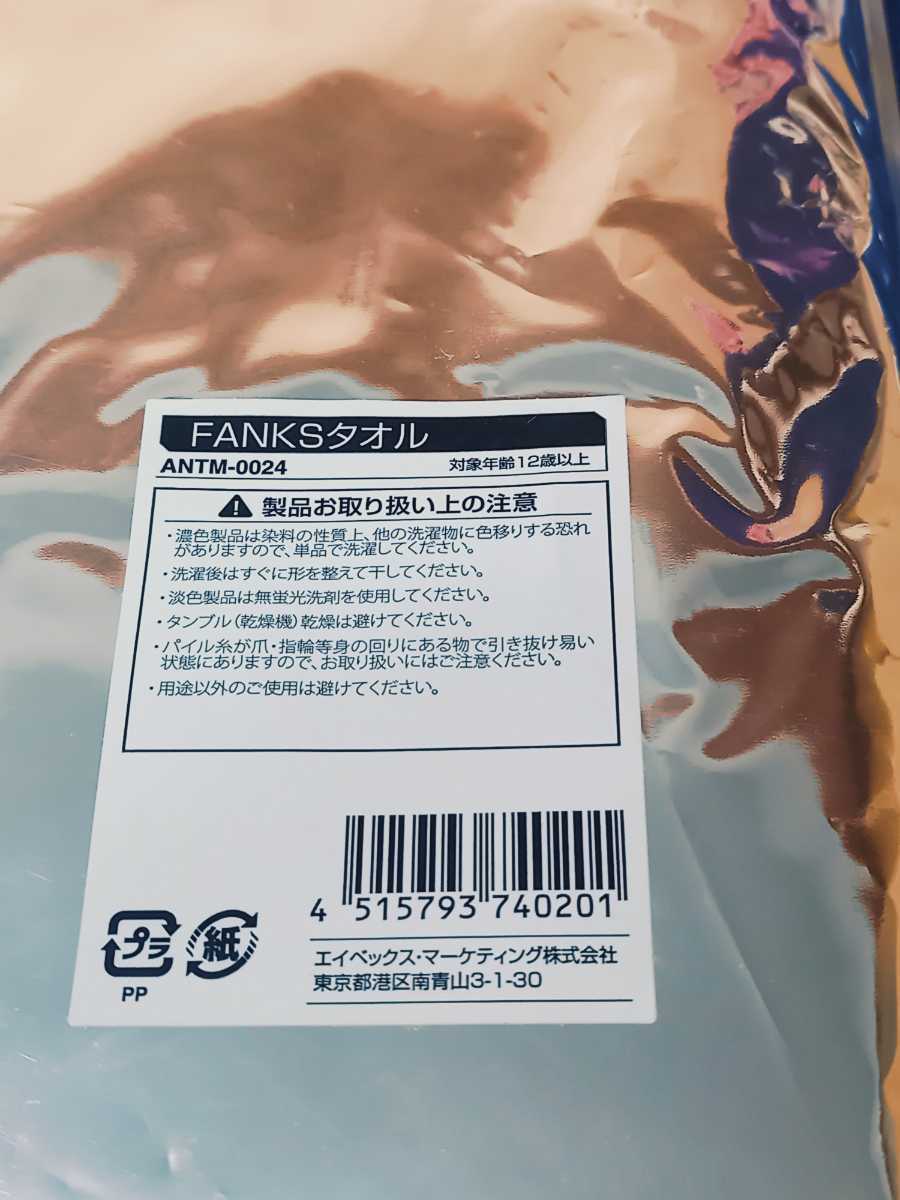 FANKSタオル
ANTM-0024 対象年齢12歳以上
製品お取り扱い上の注意
・濃色製品は染料の性質上、他の洗濯物に色移りする恐れ
がありますので、単品で洗濯してください。
・洗濯後はすぐに形を整えて干してください。
・淡色製品は無蛍光洗剤を使用してください。
・タンブル(乾燥機)乾燥は避けてください。
・パイル糸が爪・指輪等身の回りにある物で引き抜け易い
状態にありますので、お取り扱いにはご注意ください。
・用途以外のご使用は避けてください。
4 515793 740201
プラ 紙
PP
エイベックス・マーケティング株式会社
東京都港区南青山3-1-30